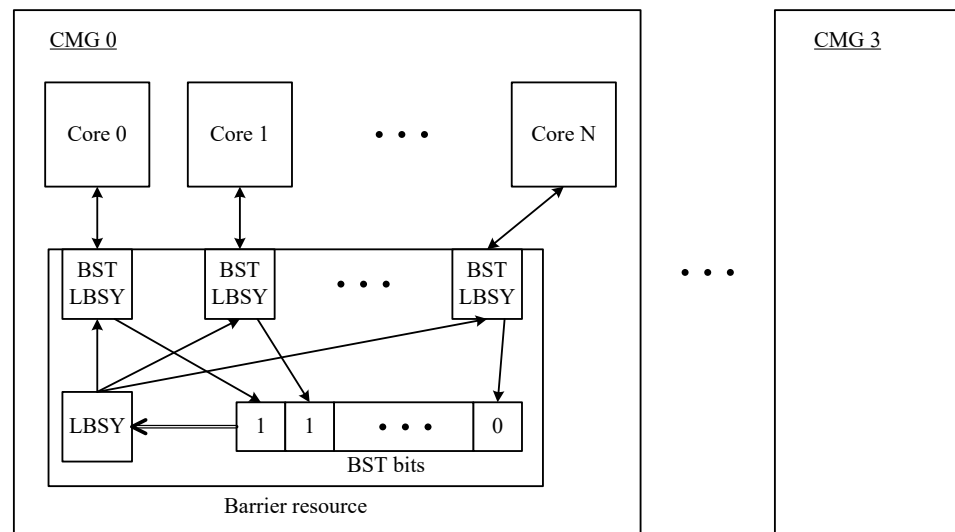 CMG 0
CMG 3
Core 0
Core 1
• • •
Core N
BST
LBSY
BST
LBSY
• • •
BST
LBSY
• • •
LBSY
1
1
• • •
0
BST bits
Barrier resource